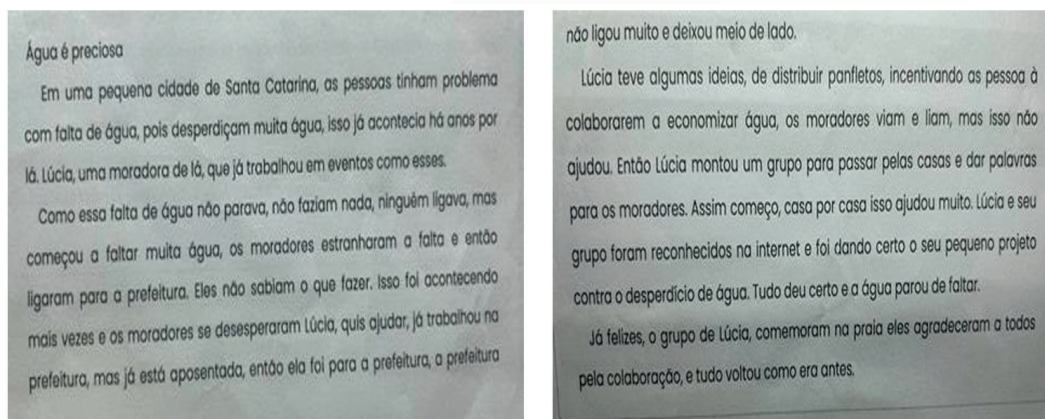 Água é preciosa
Em uma pequena cidade de Santa Catarina, as pessoas tinham problema
com falta de água, pois desperdiçam muita água, isso já acontecia há anos por
lá. Lúcia, uma moradora de lá, que já trabalhou em eventos como esses.
Como essa falta de água não parava, não faziam nada, ninguém ligava, mas
começou a faltar muita água, os moradores estranharam a falta e então
ligaram para a prefeitura. Eles não sabiam o que fazer. Isso foi acontecendo
mais vezes e os moradores se desesperaram Lúcia, quis ajudar, já trabalhou na
prefeitura, mas já está aposentada, então ela foi para a prefeitura, a prefeitura
não ligou muito e deixou meio de lado.
Lúcia teve algumas ideias, de distribuir panfletos, incentivando as pessoa à
colaborarem a economizar água, os moradores viam e liam, mas isso não
ajudou. Então Lúcia montou um grupo para passar pelas casas e dar palavras
para os moradores. Assim começo, casa por casa isso ajudou muito. Lúcia e seu
grupo foram reconhecidos na internet e foi dando certo o seu pequeno projeto
contra o desperdício de água. Tudo deu certo e a água parou de faltar.
Já felizes, o grupo de Lúcia, comemoram na praia eles agradeceram a todos
pela colaboração, e tudo voltou como era antes.